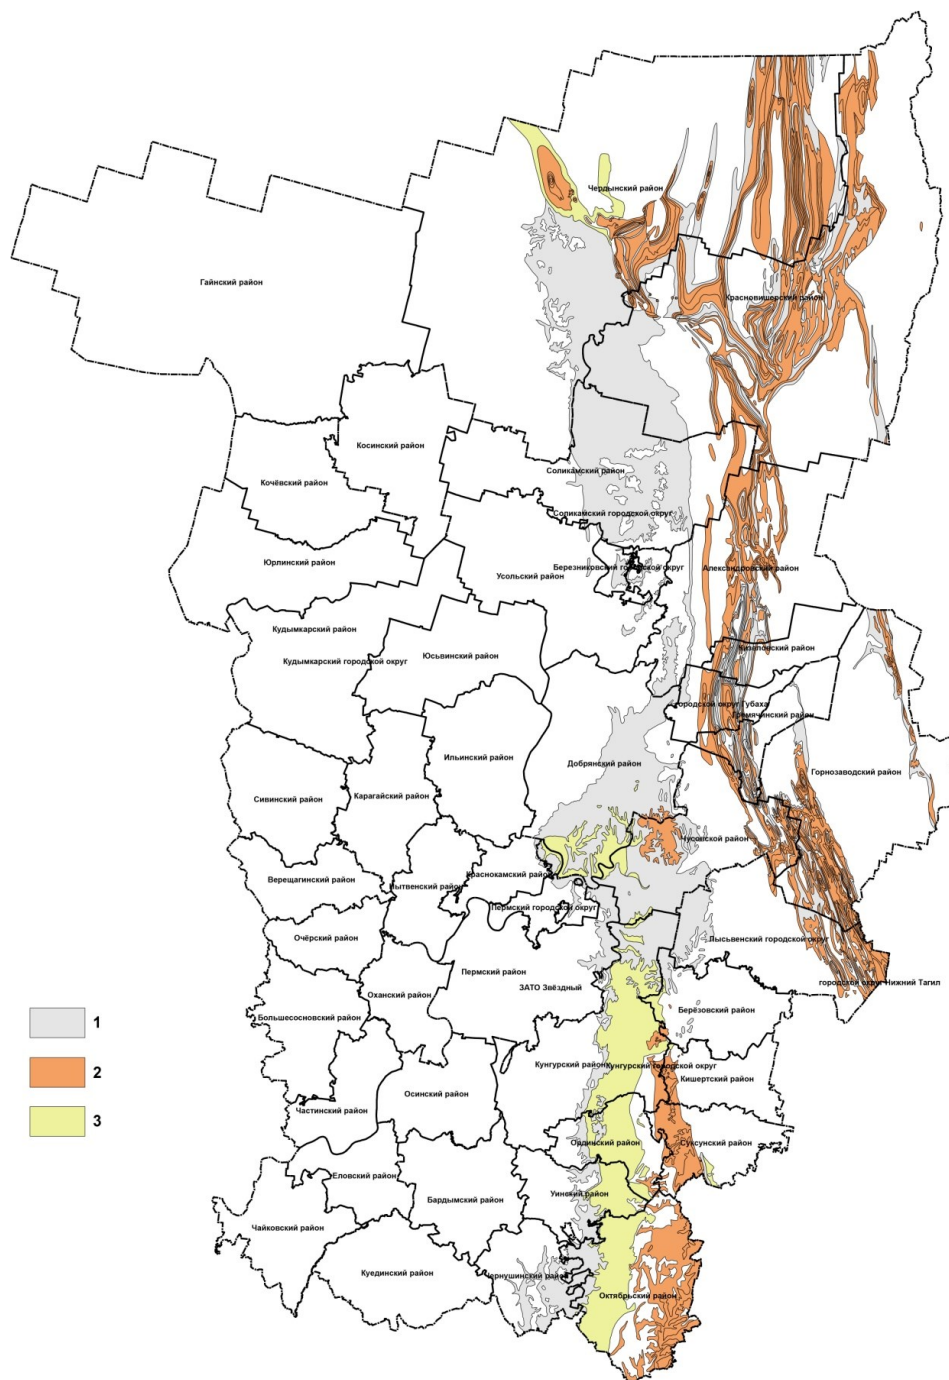 Чердынский район
Гайнский район
Красновишерский район
Косинский район
Соликамский район
Кочёвский район
Соликамский городской округ
Юрлинский район
Березниковский городской округ
Александровский район
Усольский район
Кудымкарский район
Кизеловский район
Юсьвинский район
Кудымкарский городской округ
городской округ Губаха
Гремячинский район
Ильинский район
Добрянский район
Горнозаводский район
Сивинский район
Карагайский район
Чусовской район
Краснокамский район
Верещагинский район
Нытвенский район
Пермский городской округ
Очёрский район
Лысьвенский городской округ
Пермский район
городской округ Нижний Тагил
ЗАТО Звёздный
Оханский район
Берёзовский район
Большесосновский район
1
Кунгурский район
Кунгурский городской округ
2
Кишертский район
Осинский район
Частинский район
3
Ординский район
Суксунский район
Еловский район
Уинский район
Бардымский район
Чайковский район
Куединский район
Чернушинский район
Октябрьский район